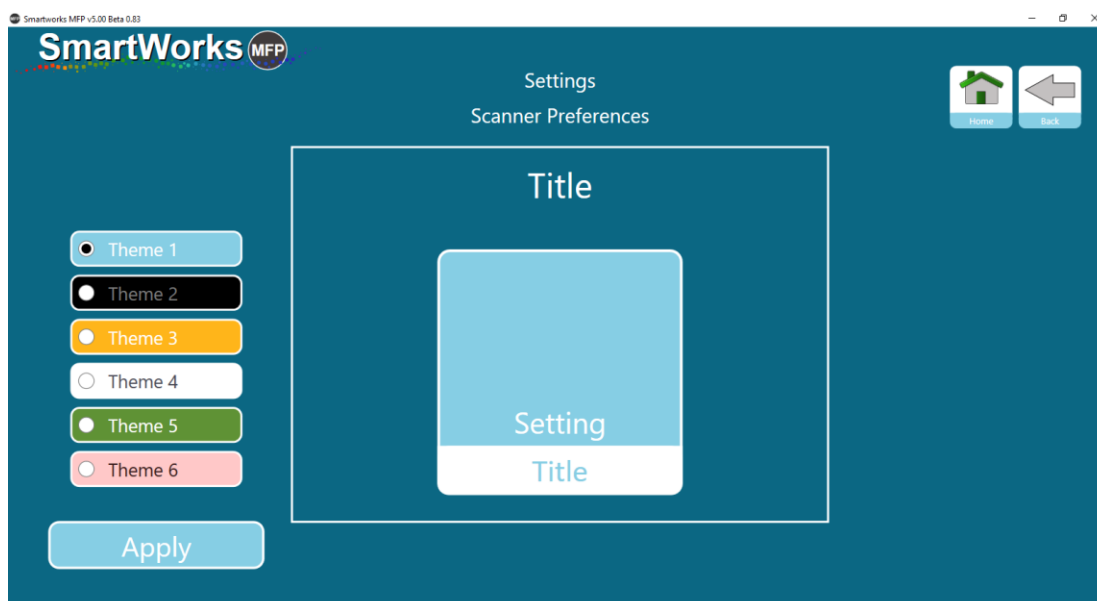 Smartworks MFP v5.00 Beta 0.83
SmartWorks MFP
Settings
Scanner Preferences
Home
Back
Title
Theme 1
Theme 2
Theme 3
Theme 4
Theme 5
Theme 6
Setting
Title
Apply